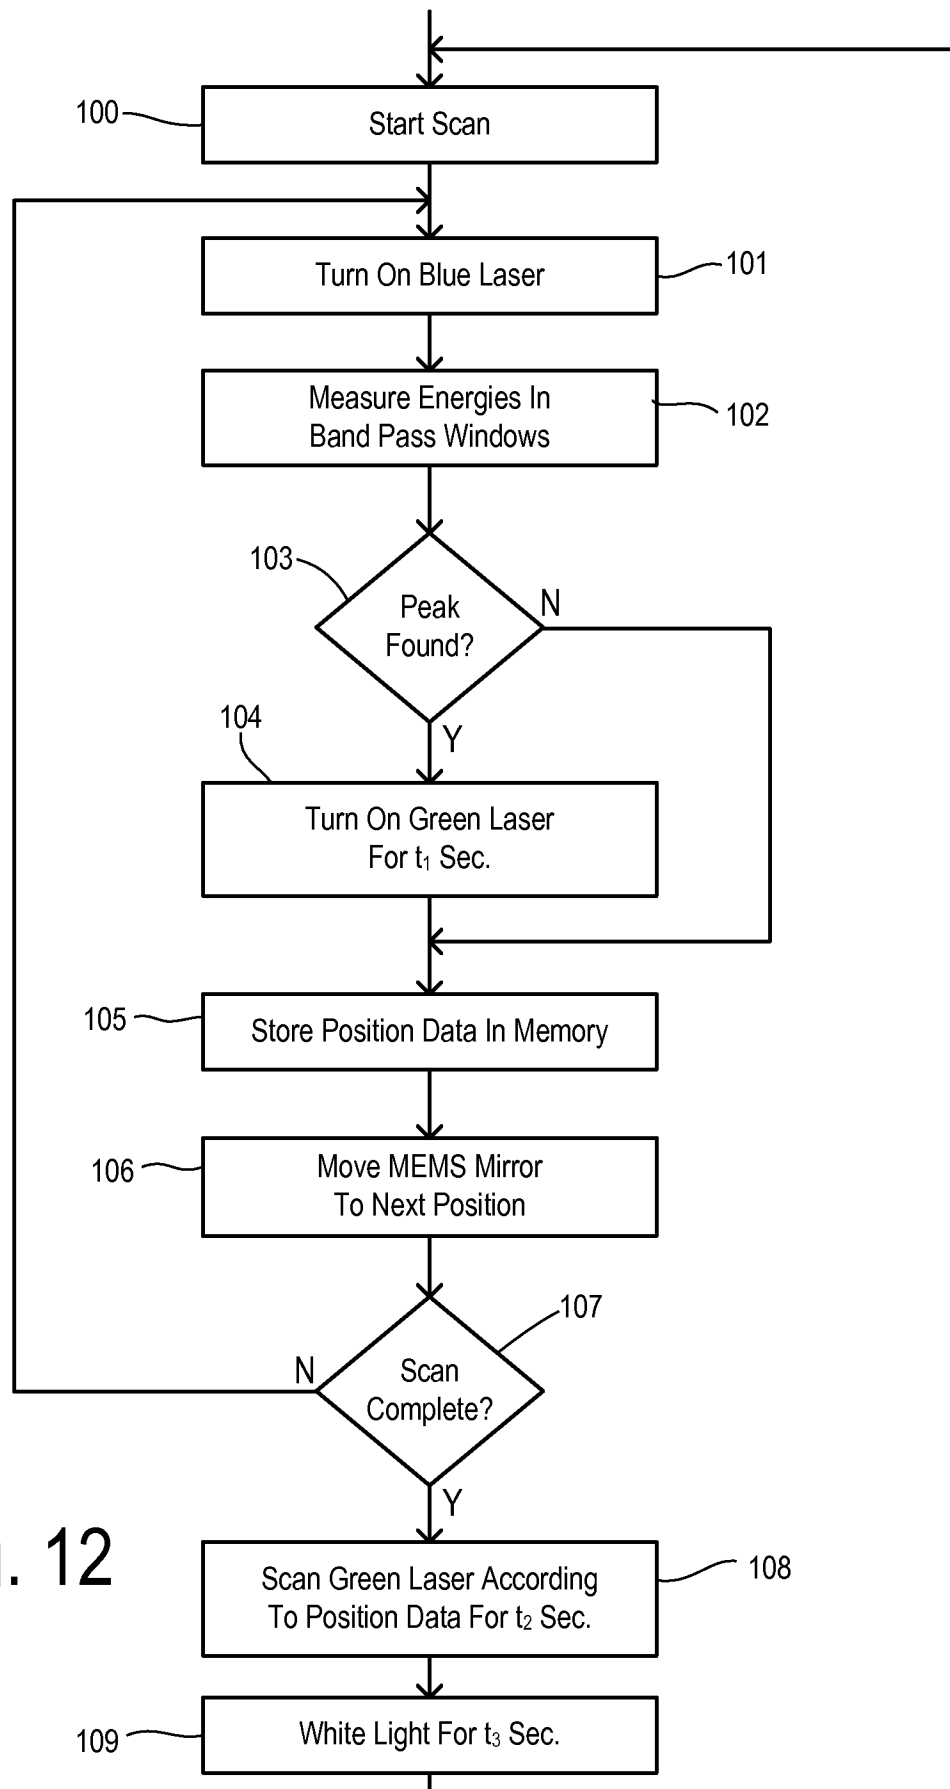 100
Start Scan
Turn On Blue Laser
101
Measure Energies In
Band Pass Windows
102
103
Peak
Found?
N
Y
104
Turn On Green Laser
For t₁ Sec.
105
Store Position Data In Memory
106
Move MEMS Mirror
To Next Position
107
Scan
Complete?
N
Y
. 12
Scan Green Laser According
To Position Data For t₂ Sec.
108
109
White Light For t₃ Sec.